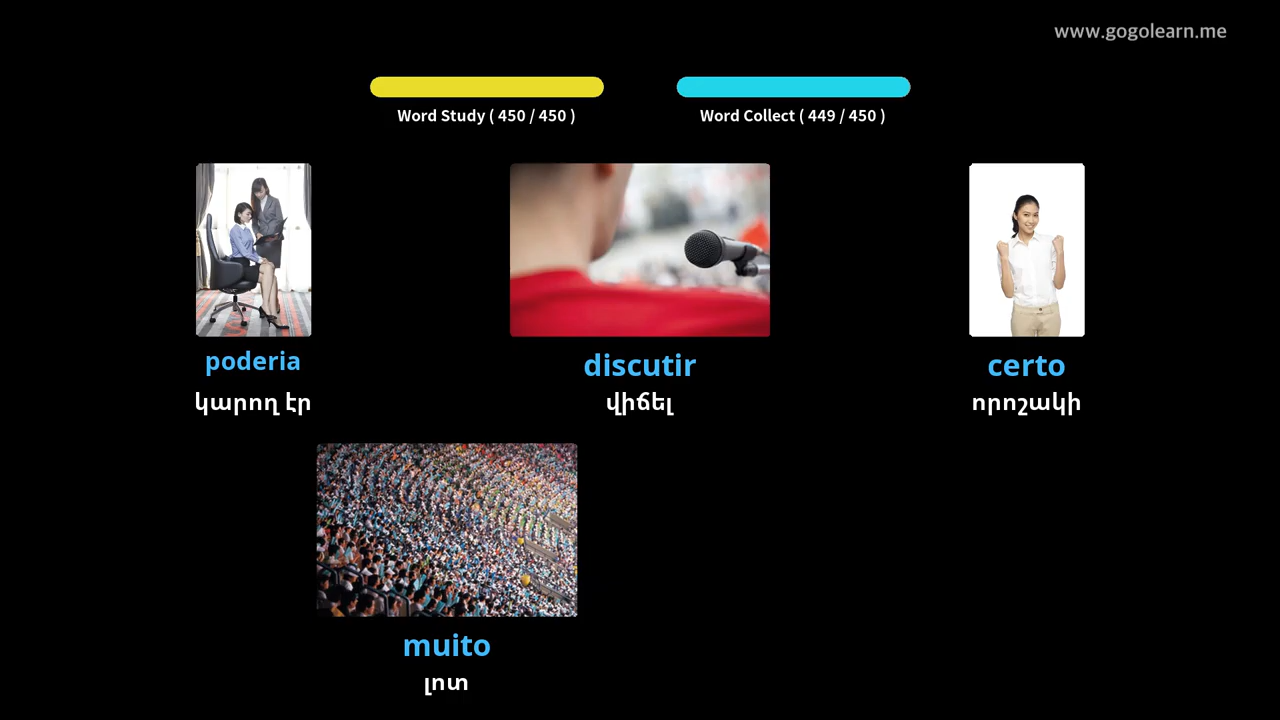 www.gogolearn.me
Word Study ( 450 / 450 )
Word Collect ( 449 / 450 )
poderia
discutir
certo
կարող էր
վիճել
որոշակի
muito
լոտ